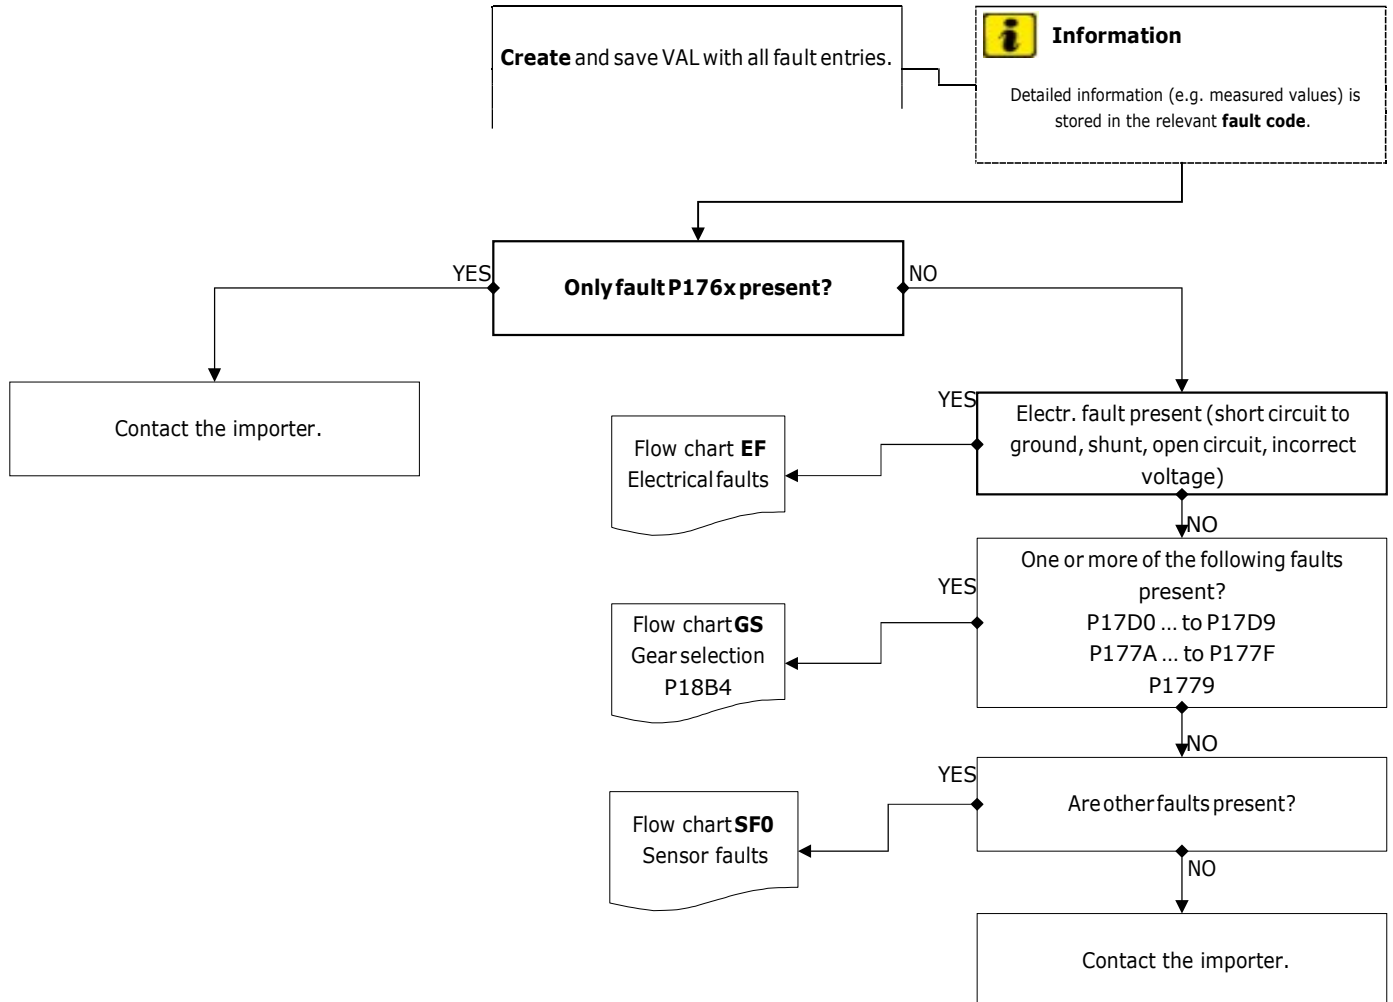 Create and save VAL with all fault entries.
Information
Detailed information (e.g. measured values) is
stored in the relevant fault code.
YES
Only fault P176x present?
NO
Contact the importer.
YES
Electr. fault present (short circuit to
ground, shunt, open circuit, incorrect
voltage)
Flow chart EF
Electrical faults
NO
One or more of the following faults
present?
P17D0 ... to P17D9
P177A ... to P177F
P1779
YES
Flow chart GS
Gear selection
P18B4
NO
YES
Are other faults present?
Flow chart SF0
Sensor faults
NO
Contact the importer.